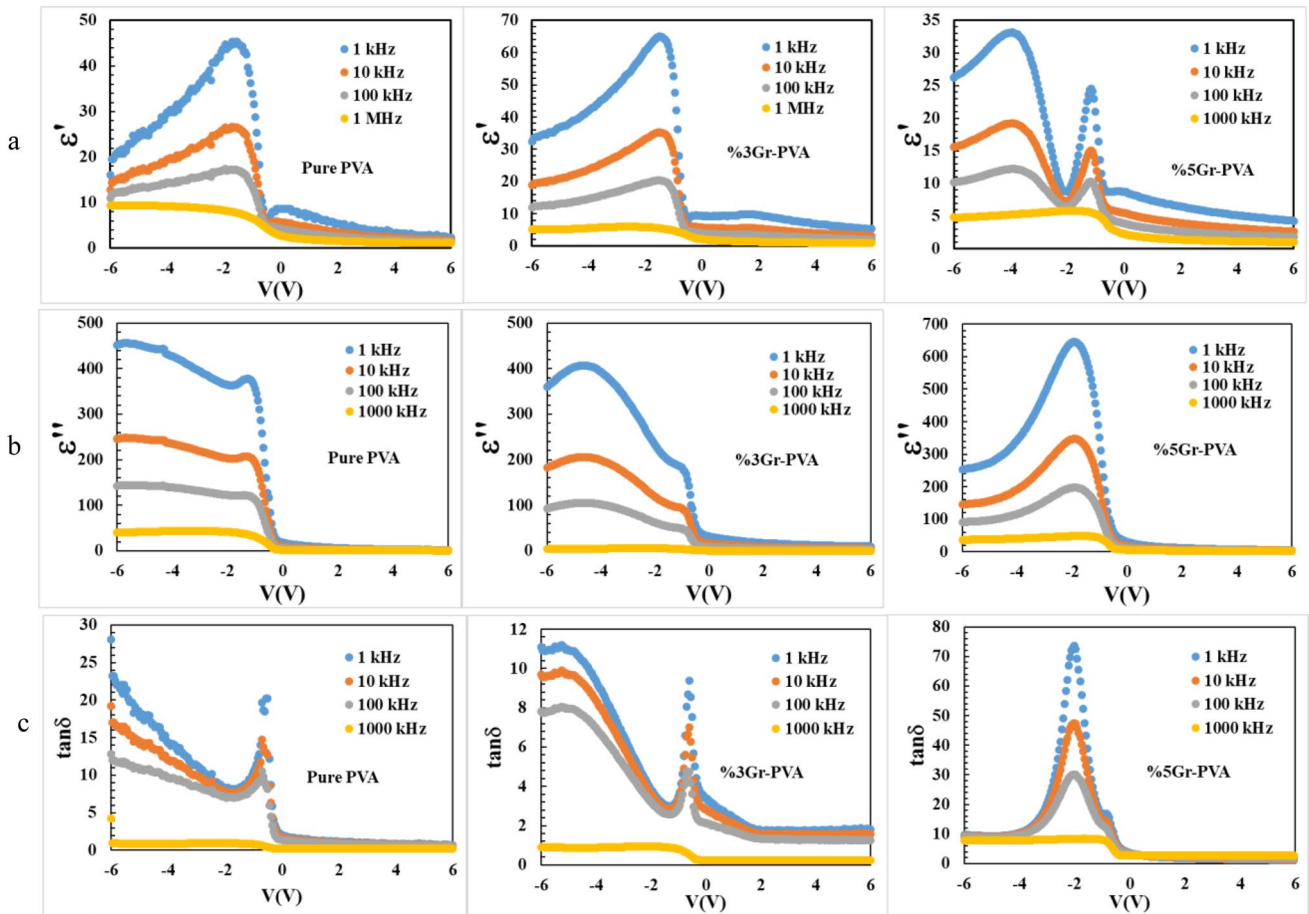 a
50
40
30
20
10
0
ε'
1 kHz
10 kHz
100 kHz
1 MHz
Pure PVA
-6 -4 -2 0 2 4 6
V(V)
70
60
50
40
30
20
10
0
ε'
1 kHz
10 kHz
100 kHz
1 MHz
%3Gr-PVA
-6 -4 -2 0 2 4 6
V(V)
35
30
25
20
15
10
5
0
ε'
1 kHz
10 kHz
100 kHz
1000 kHz
%5Gr-PVA
-6 -4 -2 0 2 4 6
V(V)
b
500
400
300
200
100
0
ε''
1 kHz
10 kHz
100 kHz
1000 kHz
Pure PVA
-6 -4 -2 0 2 4 6
V(V)
500
400
300
200
100
0
ε''
1 kHz
10 kHz
100 kHz
1000 kHz
%3Gr-PVA
-6 -4 -2 0 2 4 6
V(V)
700
600
500
400
300
200
100
0
ε''
1 kHz
10 kHz
100 kHz
1000 kHz
%5Gr-PVA
-6 -4 -2 0 2 4 6
V(V)
c
30
25
20
15
10
5
0
tanδ
1 kHz
10 kHz
100 kHz
1000 kHz
Pure PVA
-6 -4 -2 0 2 4 6
V(V)
12
10
8
6
4
2
0
tanδ
1 kHz
10 kHz
100 kHz
1000 kHz
%3Gr-PVA
-6 -4 -2 0 2 4 6
V(V)
80
70
60
50
40
30
20
10
0
tanδ
1 kHz
10 kHz
100 kHz
1000 kHz
%5Gr-PVA
-6 -4 -2 0 2 4 6
V(V)